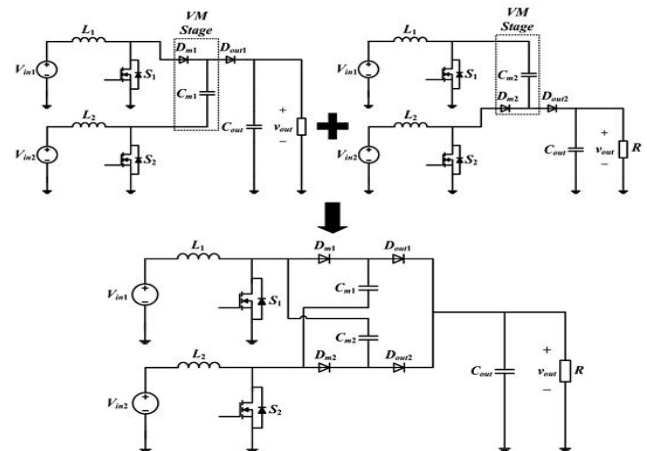 VM
Stage
L1
Dm1
Dout1
Vin1
S1
Cm1
L2
Vin2
S2
Cout
+
vout
−
VM
Stage
L1
Vin1
S1
Cm2
L2
Dm2
Dout2
Vin2
S2
Cout
+
vout
−
R
L1
Dm1
Dout1
Vin1
S1
Cm1
Cm2
L2
Dm2
Dout2
Vin2
S2
Cout
+
vout
−
R